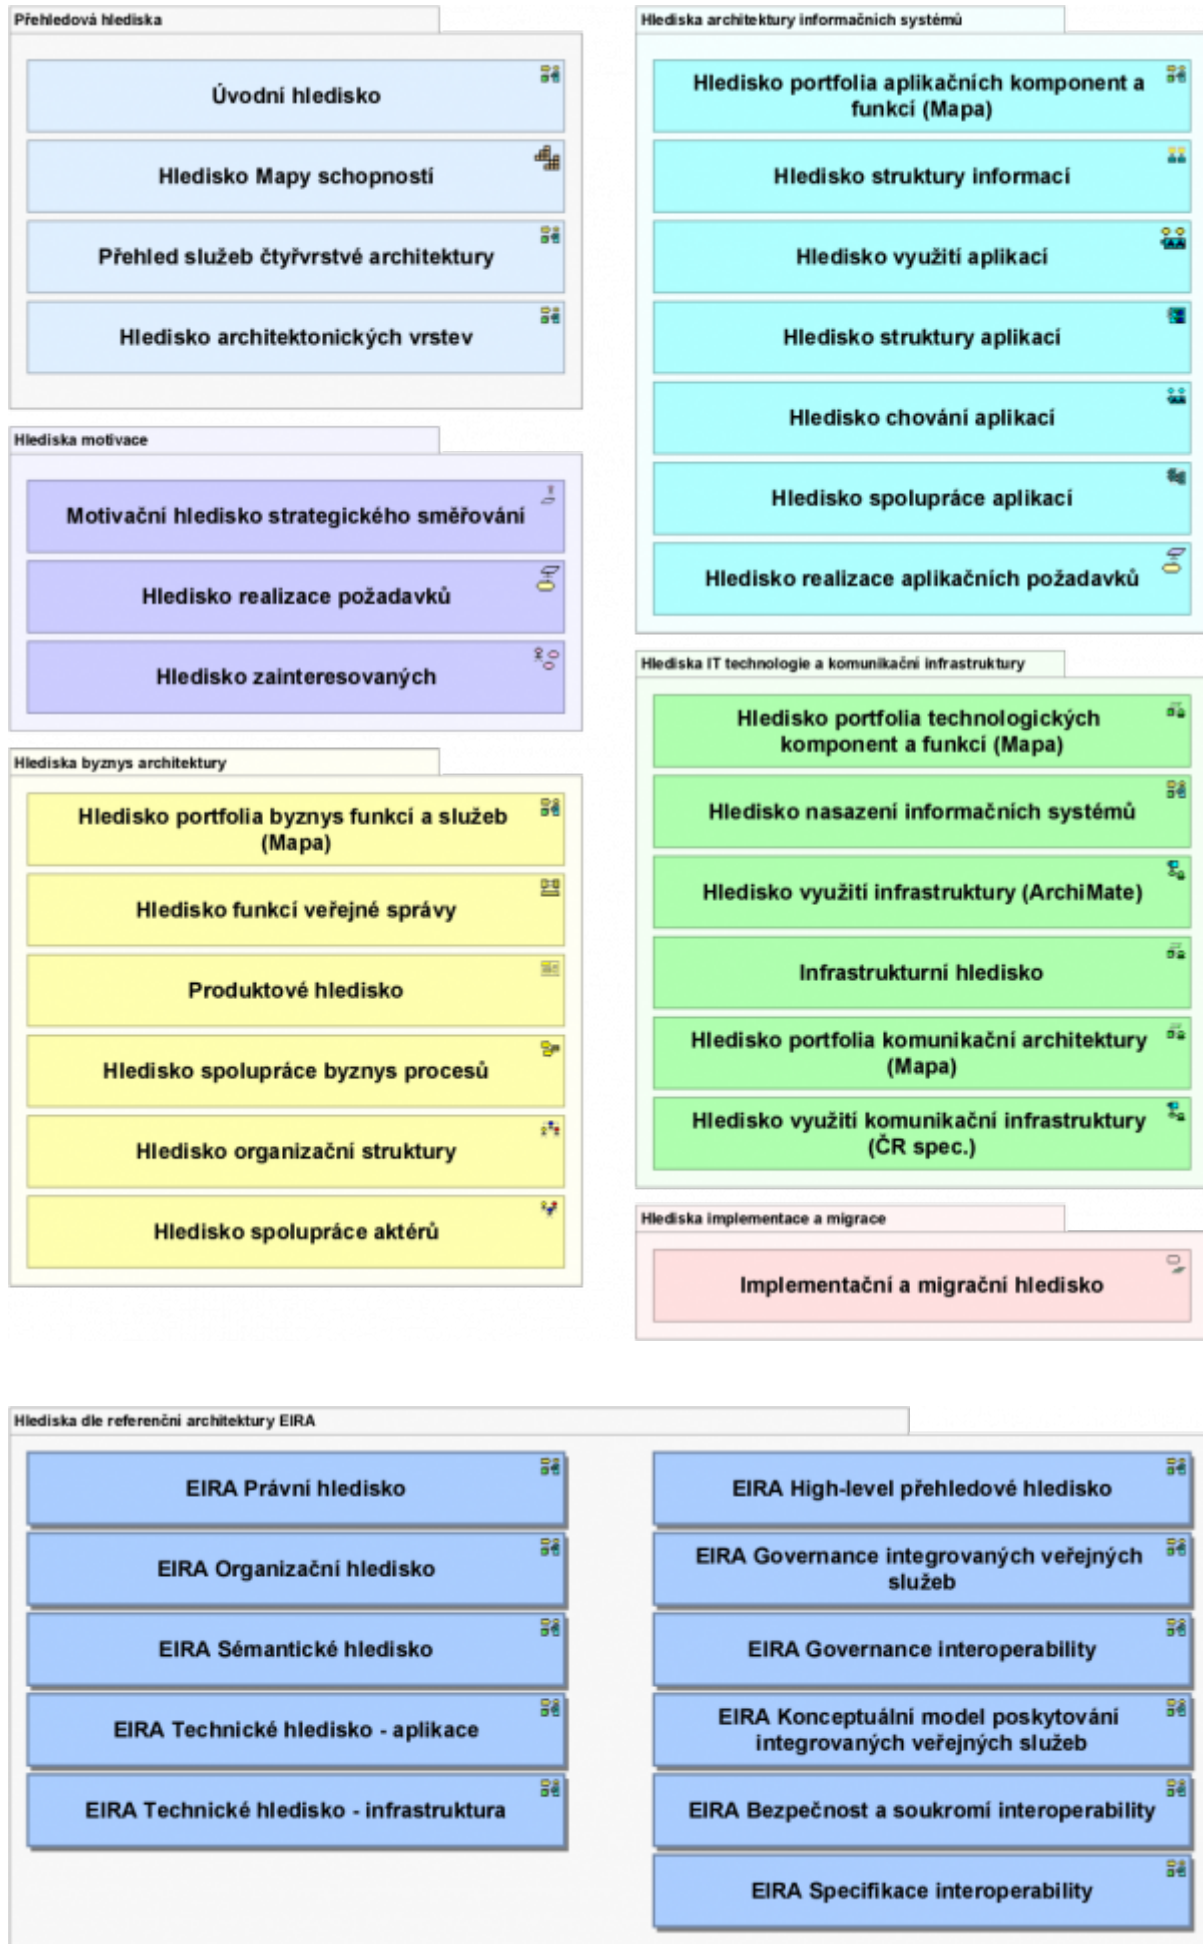 Přehledová hlediska
Úvodní hledisko
Hledisko Mapy schopností
Přehled služeb čtyřvrstvé architektury
Hledisko architektonických vrstev
Hlediska motivace
Motivační hledisko strategického směřování
Hledisko realizace požadavků
Hledisko zainteresovaných
Hlediska byznys architektury
Hledisko portfolia byznys funkcí a služeb
(Mapa)
Hledisko funkcí veřejné správy
Produktové hledisko
Hledisko spolupráce byznys procesů
Hledisko organizační struktury
Hledisko spolupráce aktérů
Hlediska architektury informačních systémů
Hledisko portfolia aplikačních komponent a
funkcí (Mapa)
Hledisko struktury informací
Hledisko využití aplikací
Hledisko struktury aplikací
Hledisko chování aplikací
Hledisko spolupráce aplikací
Hledisko realizace aplikačních požadavků
Hlediska IT technologie a komunikační infrastruktury
Hledisko portfolia technologických
komponent a funkcí (Mapa)
Hledisko nasazení informačních systémů
Hledisko využití infrastruktury (ArchiMate)
Infrastrukturní hledisko
Hledisko portfolia komunikační architektury
(Mapa)
Hledisko využití komunikační infrastruktury
(ČR spec.)
Hlediska implementace a migrace
Implementační a migrační hledisko
Hlediska dle referenční architektury EIRA
EIRA Právní hledisko
EIRA Organizační hledisko
EIRA Sémantické hledisko
EIRA Technické hledisko - aplikace
EIRA Technické hledisko - infrastruktura
EIRA High-level přehledové hledisko
EIRA Governance integrovaných veřejných
služeb
EIRA Governance interoperability
EIRA Konceptuální model poskytování
integrovaných veřejných služeb
EIRA Bezpečnost a soukromí interoperability
EIRA Specifikace interoperability